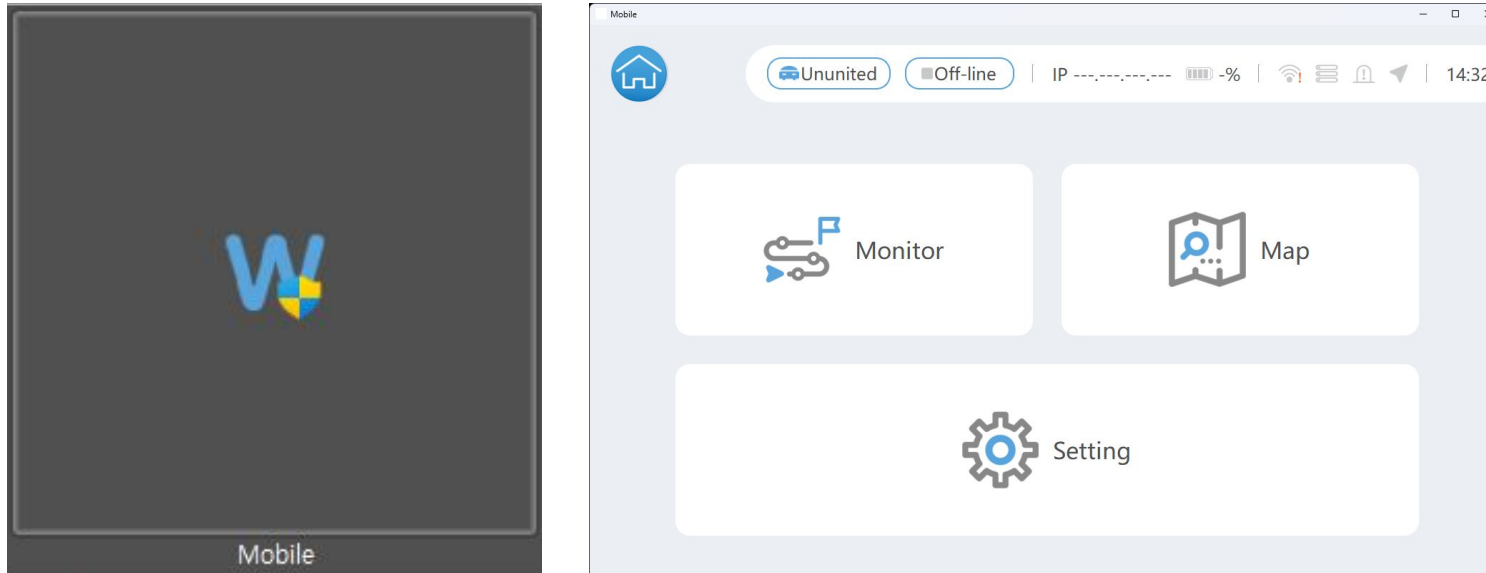 W
Mobile
Mobile
Ununited Off-line IP ---.---.---.--- -% 14:32
Monitor
Map
Setting